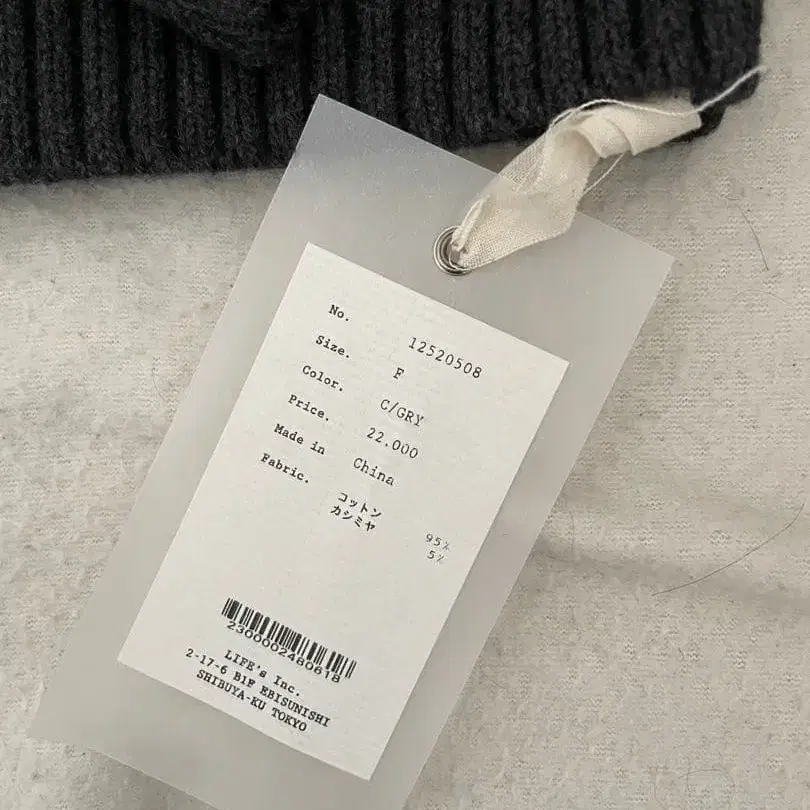 No. 12520508
Size. F
Color. C/GRY
Price. 22.000
Made in China
Fabric.
コットン 95%
カシミヤ 5%
2300002480618
LIFE's Inc.
2-17-6 B1F EBISUNISHI
SHIBUYA-KU TOKYO